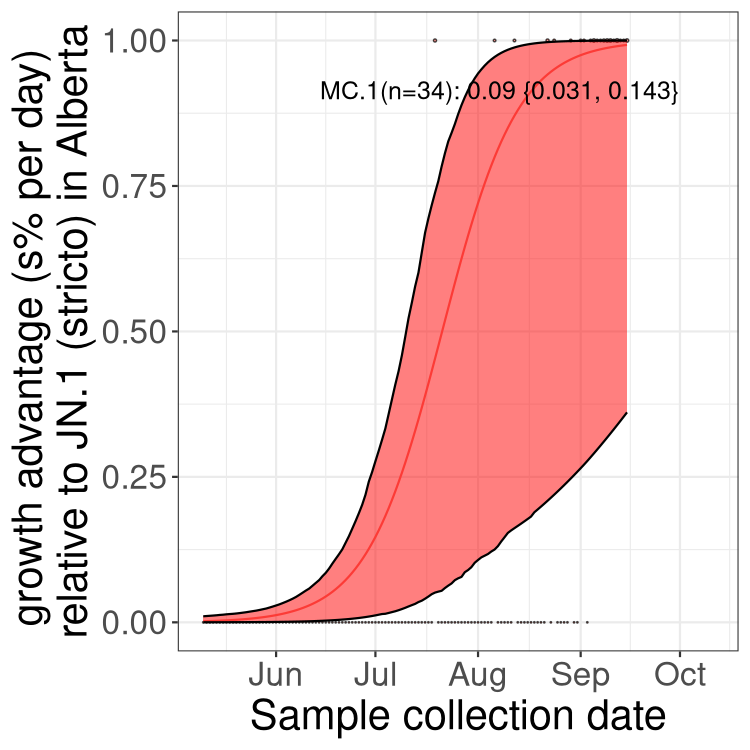 growth advantage (s% per day)
relative to JN.1 (stricto) in Alberta
1.00
0.75
0.50
0.25
0.00
MC.1(n=34): 0.09 {0.031, 0.143}
Jun
Jul
Aug
Sep
Oct
Sample collection date